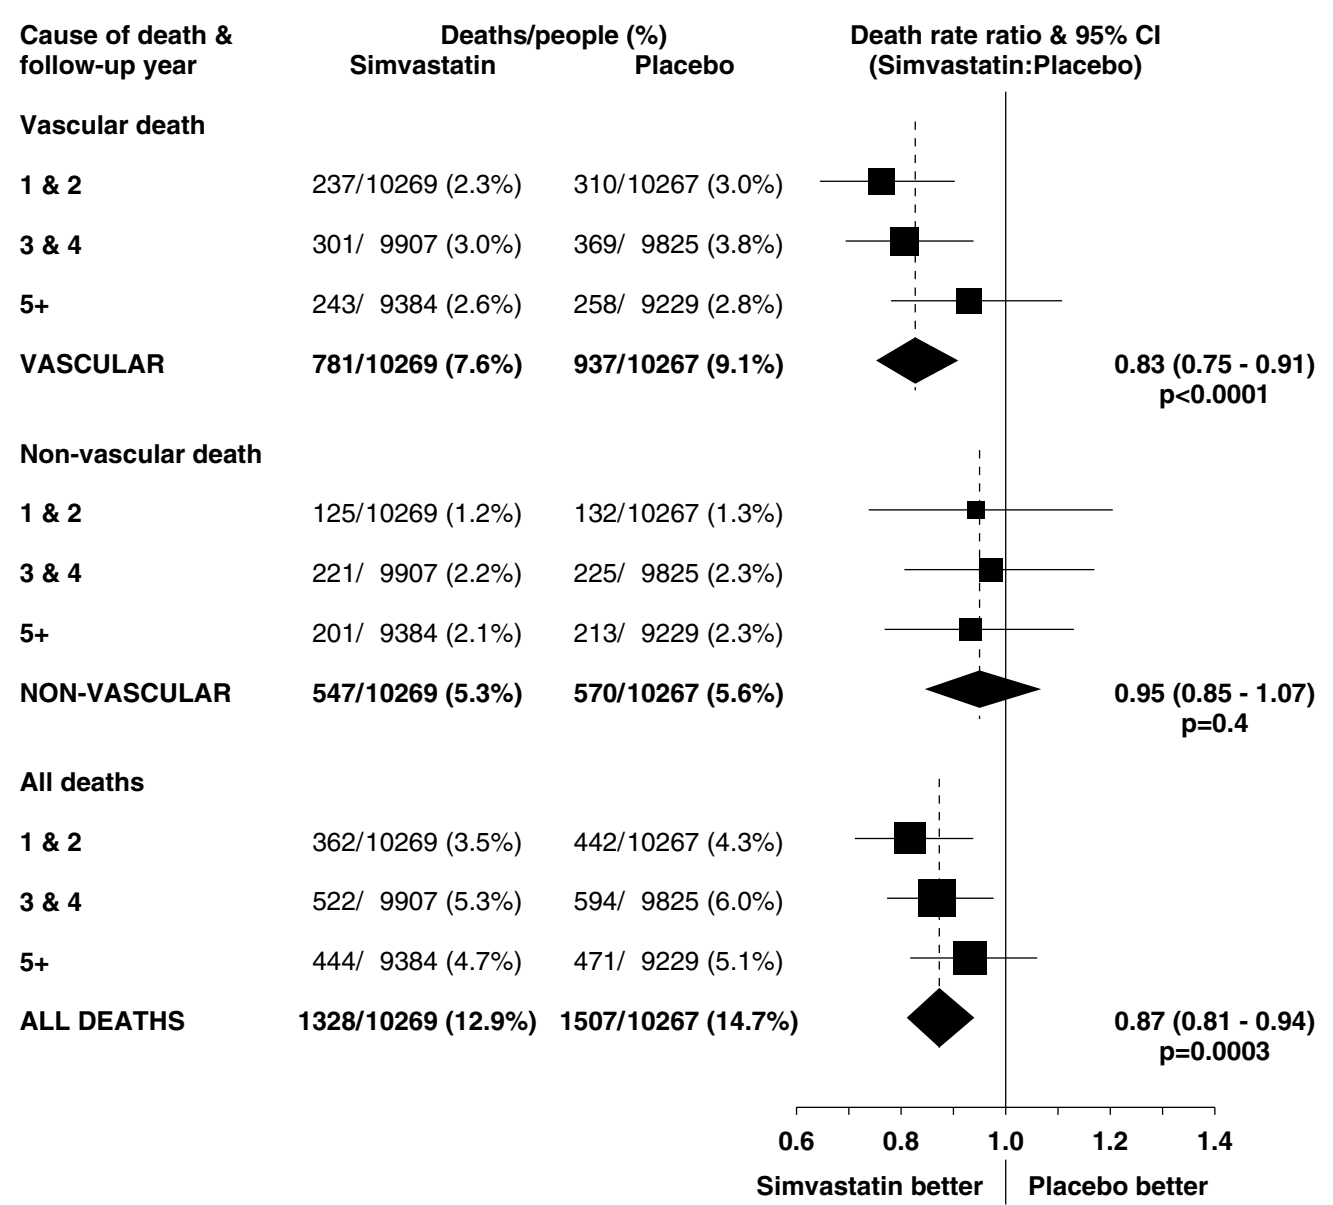 Cause of death & Deaths/people (%) Death rate ratio & 95% CI
follow-up year Simvastatin Placebo (Simvastatin:Placebo)
Vascular death
1 & 2 237/10269 (2.3%) 310/10267 (3.0%)
3 & 4 301/ 9907 (3.0%) 369/ 9825 (3.8%)
5+ 243/ 9384 (2.6%) 258/ 9229 (2.8%)
VASCULAR 781/10269 (7.6%) 937/10267 (9.1%) 0.83 (0.75 - 0.91)
p<0.0001
Non-vascular death
1 & 2 125/10269 (1.2%) 132/10267 (1.3%)
3 & 4 221/ 9907 (2.2%) 225/ 9825 (2.3%)
5+ 201/ 9384 (2.1%) 213/ 9229 (2.3%)
NON-VASCULAR 547/10269 (5.3%) 570/10267 (5.6%) 0.95 (0.85 - 1.07)
p=0.4
All deaths
1 & 2 362/10269 (3.5%) 442/10267 (4.3%)
3 & 4 522/ 9907 (5.3%) 594/ 9825 (6.0%)
5+ 444/ 9384 (4.7%) 471/ 9229 (5.1%)
ALL DEATHS 1328/10269 (12.9%) 1507/10267 (14.7%) 0.87 (0.81 - 0.94)
p=0.0003
0.6 0.8 1.0 1.2 1.4
Simvastatin better Placebo better